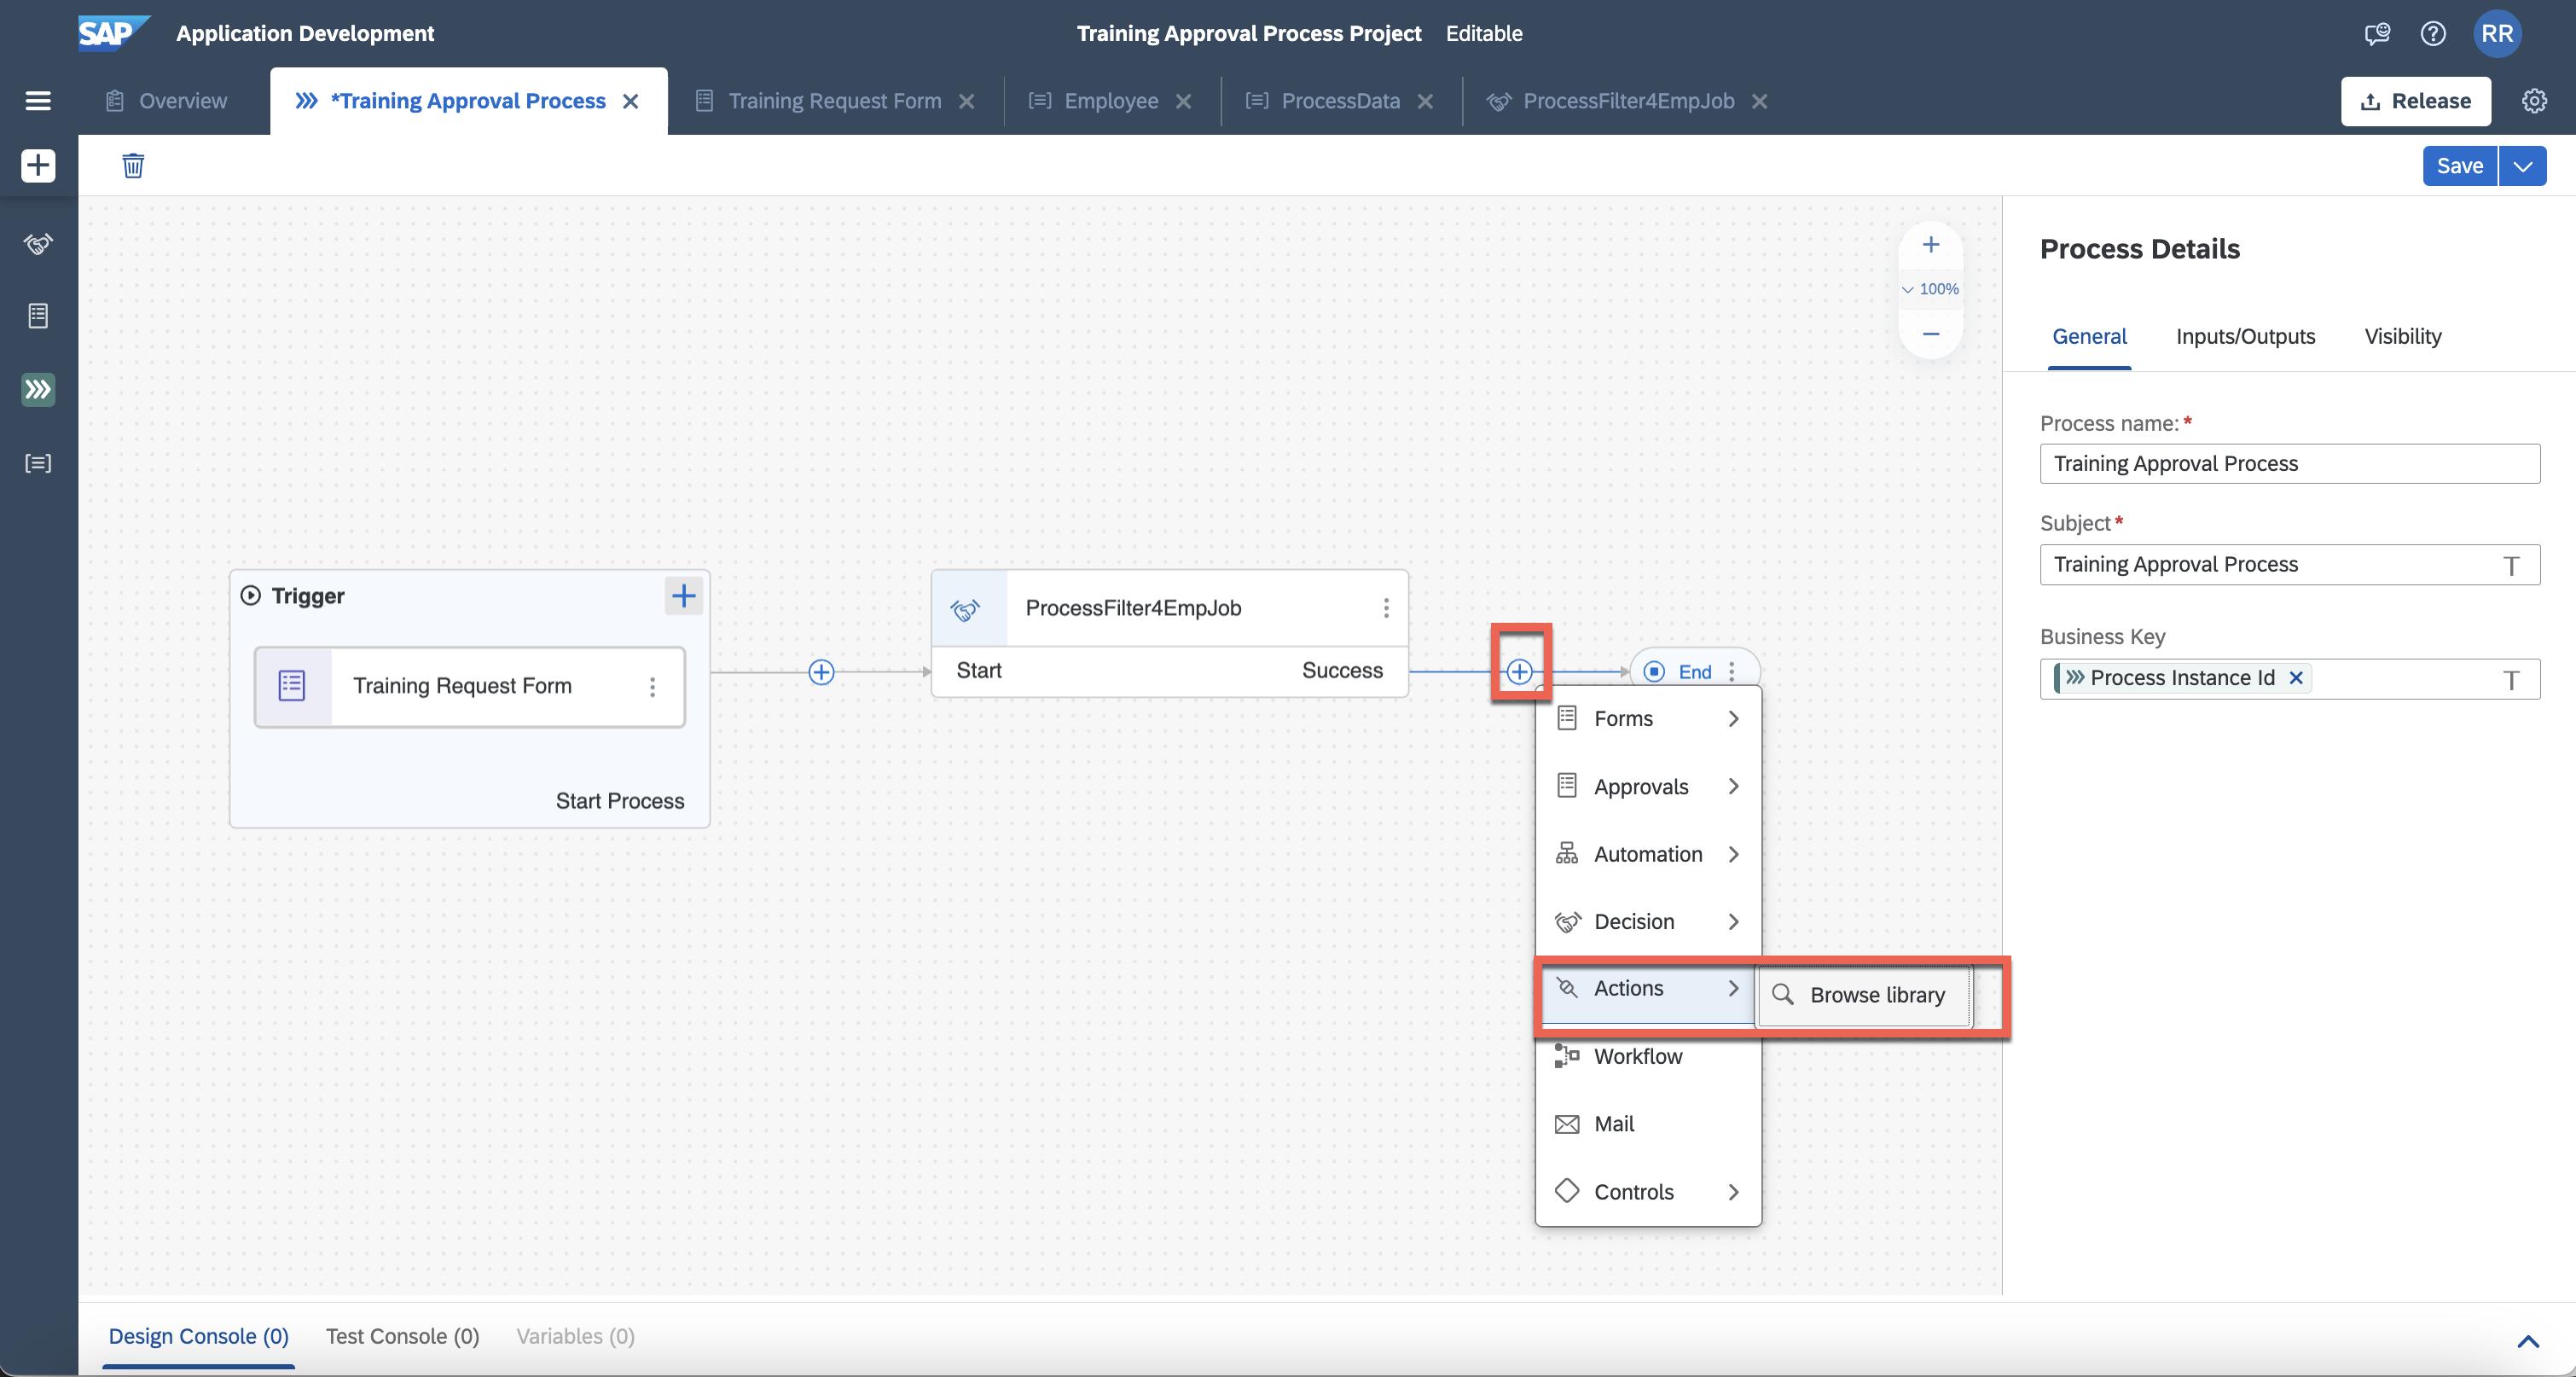 SAP Application Development
Training Approval Process Project Editable
RR
Overview
*Training Approval Process
Training Request Form
Employee
ProcessData
ProcessFilter4EmpJob
Release
Save
100%
Trigger
Training Request Form
Start Process
ProcessFilter4EmpJob
Start Success
End
Forms
Approvals
Automation
Decision
Actions
Browse library
Workflow
Mail
Controls
Process Details
General Inputs/Outputs Visibility
Process name:*
Training Approval Process
Subject*
Training Approval Process
Business Key
Process Instance Id
Design Console (0) Test Console (0) Variables (0)